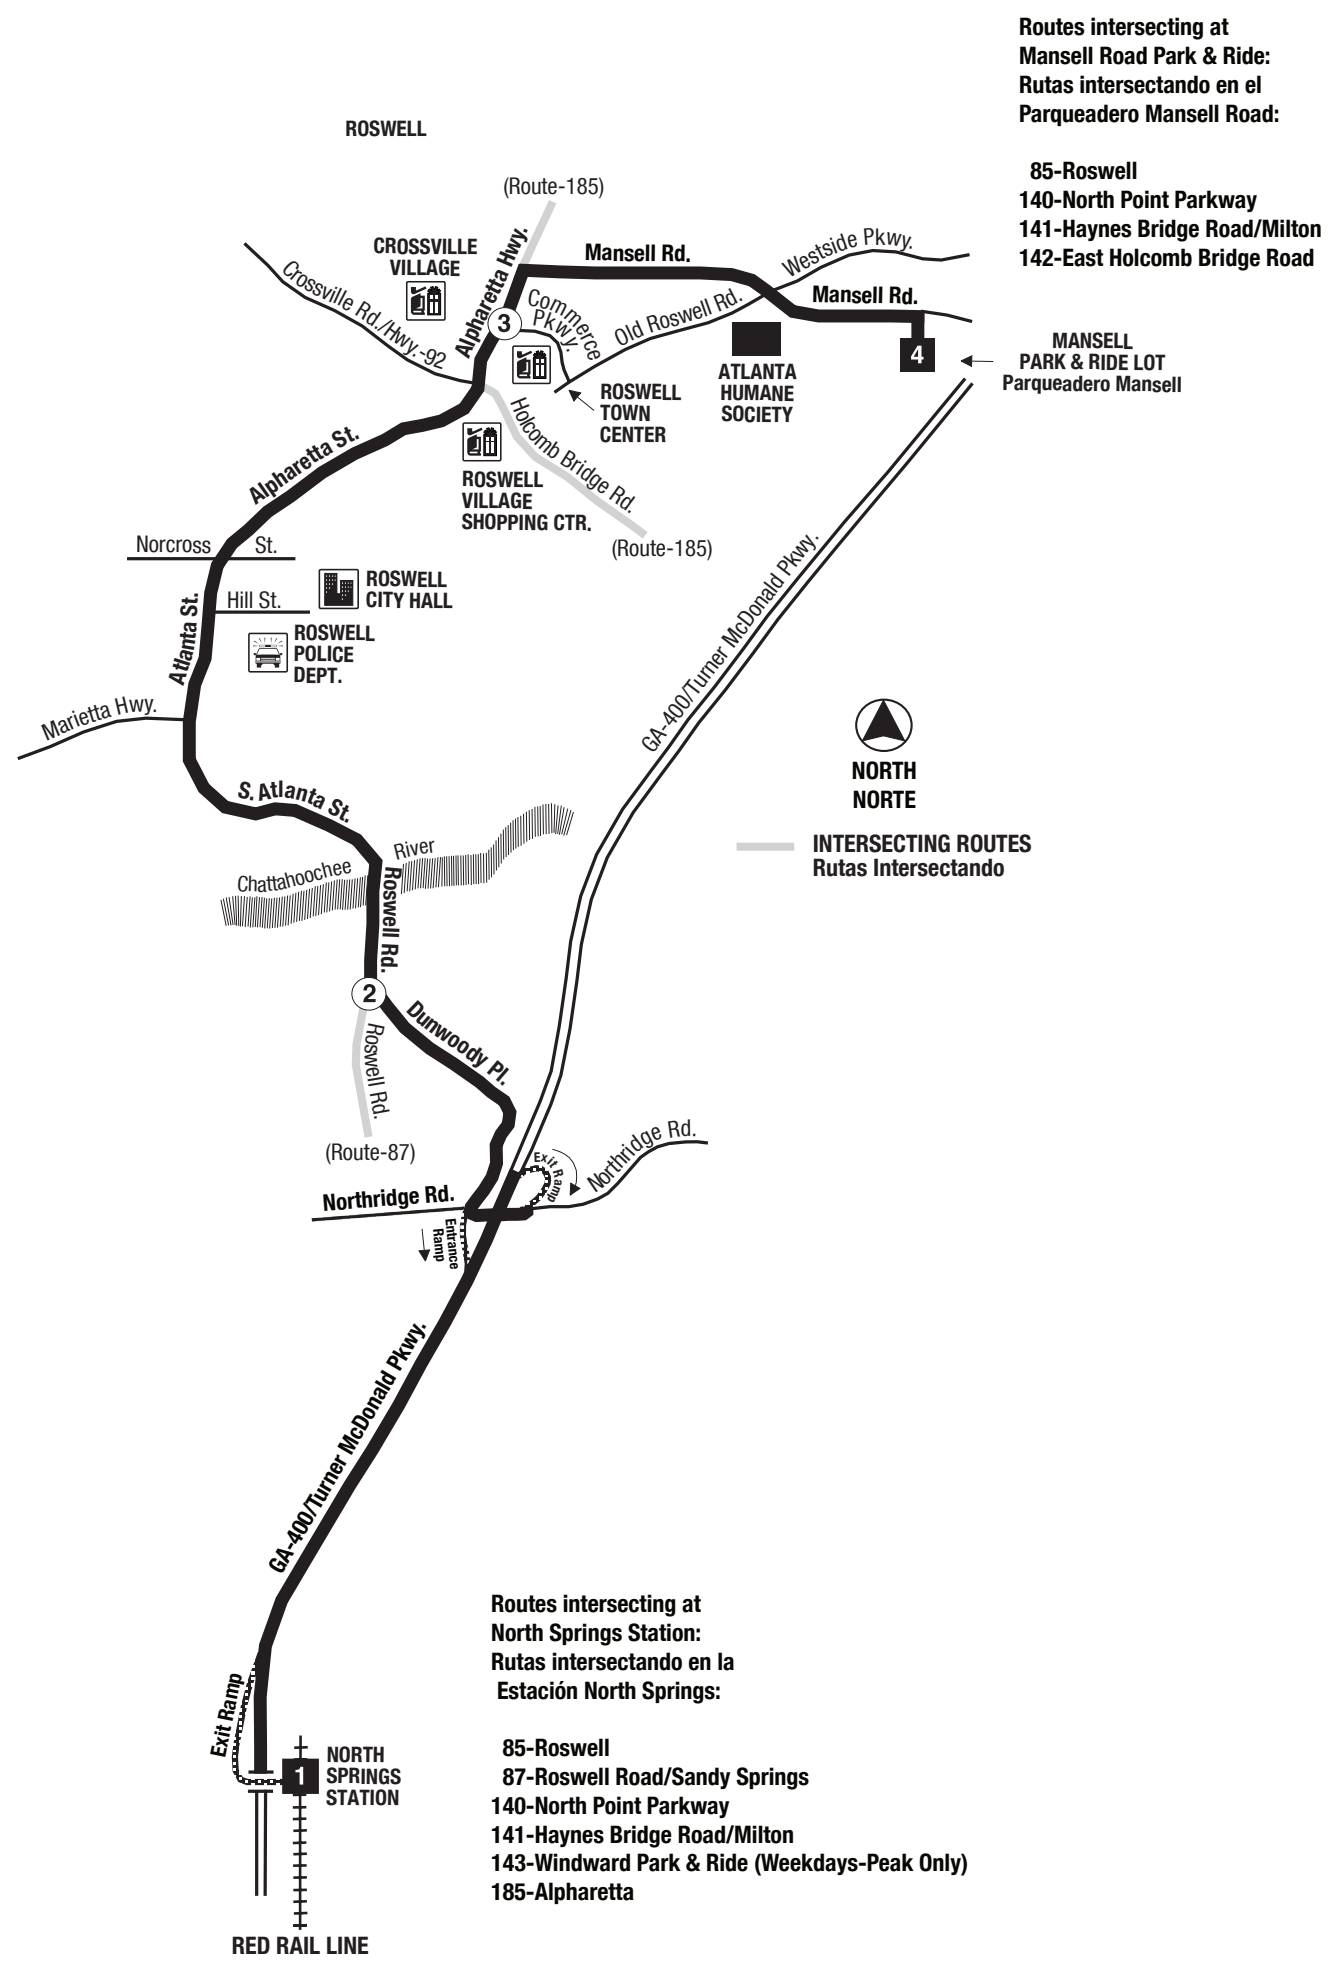 Routes intersecting at
Mansell Road Park & Ride:
Rutas intersectando en el
Parqueadero Mansell Road:
85-Roswell
140-North Point Parkway
141-Haynes Bridge Road/Milton
142-East Holcomb Bridge Road
ROSWELL
(Route-185)
CROSSVILLE
VILLAGE
Crossville Rd./Hwy.-92
Alpharetta Hwy.
Mansell Rd.
Westside Pkwy.
Mansell Rd.
Commerce
Pkwy.
Old Roswell Rd.
3
4
MANSELL
PARK & RIDE LOT
Parqueadero Mansell
ATLANTA
HUMANE
SOCIETY
ROSWELL
TOWN
CENTER
Holcomb Bridge Rd.
(Route-185)
ROSWELL
VILLAGE
SHOPPING CTR.
Alpharetta St.
Norcross St.
ROSWELL
CITY HALL
Hill St.
ROSWELL
POLICE
DEPT.
Atlanta St.
Marietta Hwy.
GA-400/Turner McDonald Pkwy.
NORTH
NORTE
INTERSECTING ROUTES
Rutas Intersectando
S. Atlanta St.
Chattahoochee River
Roswell Rd.
2
Dunwoody Pl.
Roswell Rd.
(Route-87)
Exit Ramp
Northridge Rd.
Northridge Rd.
Entrance
Ramp
GA-400/Turner McDonald Pkwy.
Routes intersecting at
North Springs Station:
Rutas intersectando en la
Estación North Springs:
85-Roswell
87-Roswell Road/Sandy Springs
140-North Point Parkway
141-Haynes Bridge Road/Milton
143-Windward Park & Ride (Weekdays-Peak Only)
185-Alpharetta
Exit Ramp
1
NORTH
SPRINGS
STATION
RED RAIL LINE